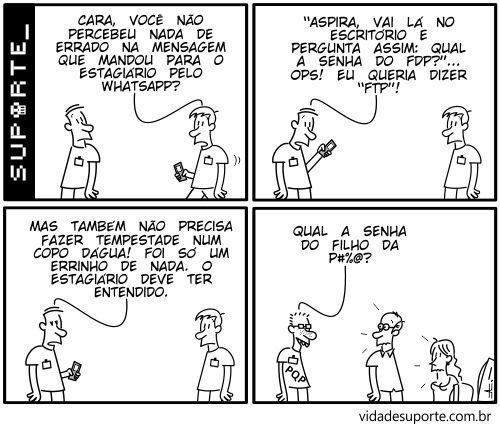 SUPORTE_
CARA, VOCÊ NÃO
PERCEBEU NADA DE
ERRADO NA MENSAGEM
QUE MANDOU PARA O
ESTAGIÁRIO PELO
WHATSAPP?
"ASPIRA, VAI LÁ NO
ESCRITÓRIO E
PERGUNTA ASSIM: QUAL
A SENHA DO FDP?"...
OPS! EU QUERIA DIZER
"FTP"!
MAS TAMBÉM NÃO PRECISA
FAZER TEMPESTADE NUM
COPO DÁGUA! FOI SÓ UM
ERRINHO DE NADA. O
ESTAGIÁRIO DEVE TER
ENTENDIDO.
QUAL A SENHA
DO FILHO DA
P#%@?
PQP
vidadesuporte.com.br